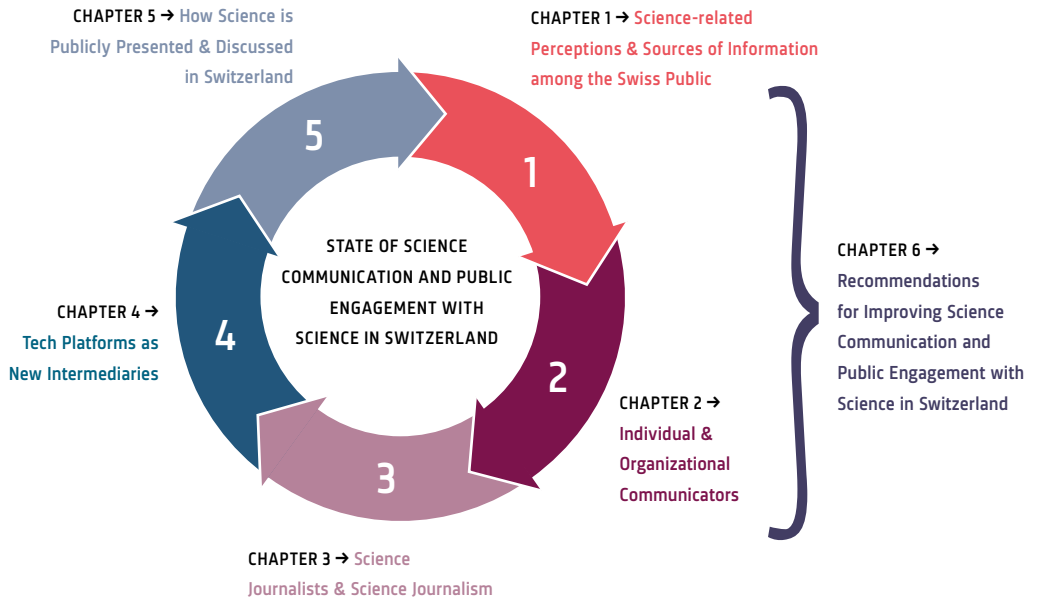 CHAPTER 5 → How Science is
Publicly Presented & Discussed
in Switzerland
CHAPTER 1 → Science-related
Perceptions & Sources of Information
among the Swiss Public
5
1
STATE OF SCIENCE
COMMUNICATION AND PUBLIC
ENGAGEMENT WITH
SCIENCE IN SWITZERLAND
CHAPTER 6 →
Recommendations
for Improving Science
Communication and
Public Engagement with
Science in Switzerland
CHAPTER 4 →
Tech Platforms as
New Intermediaries
4
2
CHAPTER 2 →
Individual &
Organizational
Communicators
3
CHAPTER 3 → Science
Journalists & Science Journalism